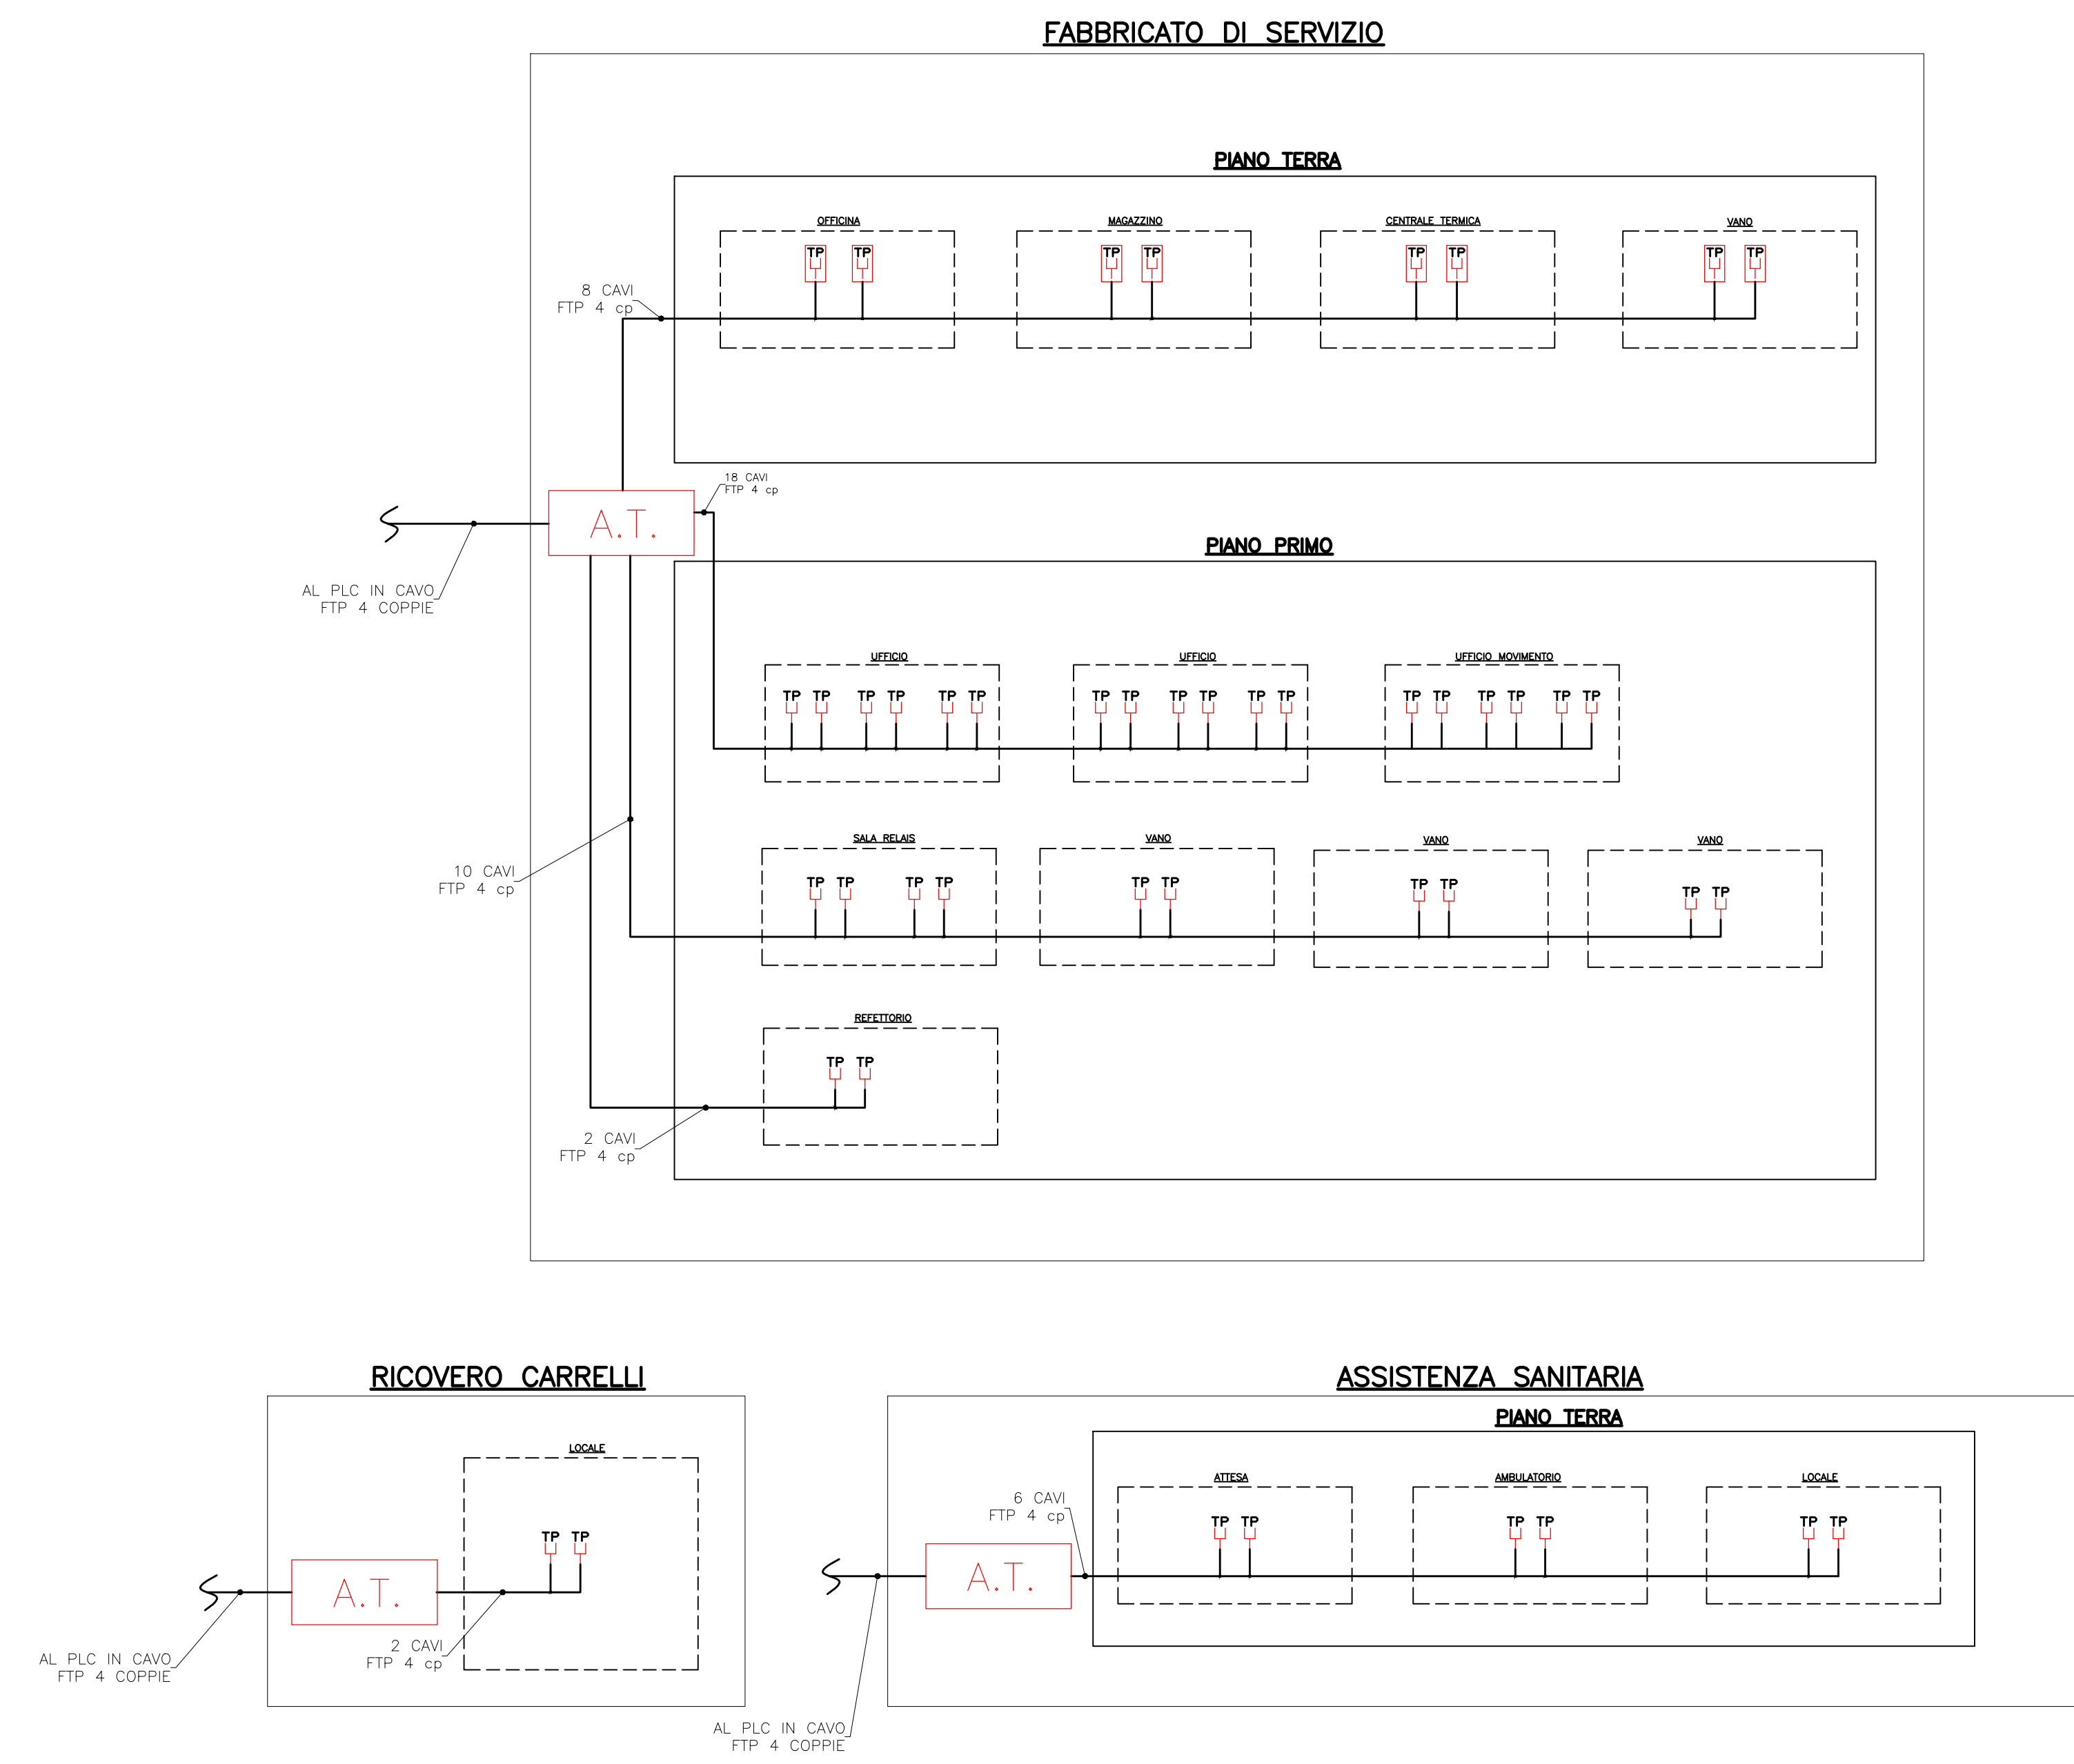 FABBRICATO DI SERVIZIO
PIANO TERRA
OFFICINA
MAGAZZINO
CENTRALE TERMICA
VANO
TP TP
TP TP
TP TP
TP TP
8 CAVI
FTP 4 cp
18 CAVI
FTP 4 cp
A.T.
AL PLC IN CAVO
FTP 4 COPPIE
PIANO PRIMO
UFFICIO
UFFICIO
UFFICIO MOVIMENTO
TP TP TP TP TP TP
TP TP TP TP TP TP
TP TP TP TP TP TP
10 CAVI
FTP 4 cp
SALA RELAIS
VANO
VANO
VANO
TP TP TP TP
TP TP
TP TP
TP TP
REFETTORIO
TP TP
2 CAVI
FTP 4 cp
RICOVERO CARRELLI
LOCALE
TP TP
A.T.
2 CAVI
FTP 4 cp
AL PLC IN CAVO
FTP 4 COPPIE
ASSISTENZA SANITARIA
PIANO TERRA
ATTESA
AMBULATORIO
LOCALE
6 CAVI
FTP 4 cp
TP TP
TP TP
TP TP
A.T.
AL PLC IN CAVO
FTP 4 COPPIE